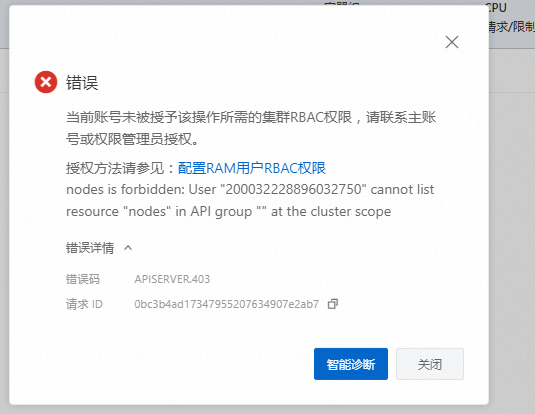 CPU
请求/限制
错误
当前账号未被授予该操作所需的集群RBAC权限，请联系主账
号或权限管理员授权。
授权方法请参见：配置RAM用户RBAC权限
nodes is forbidden: User "200032228896032750" cannot list
resource "nodes" in API group "" at the cluster scope
错误详情
错误码 APISERVER.403
请求 ID 0bc3b4ad17347955207634907e2ab7
智能诊断 关闭